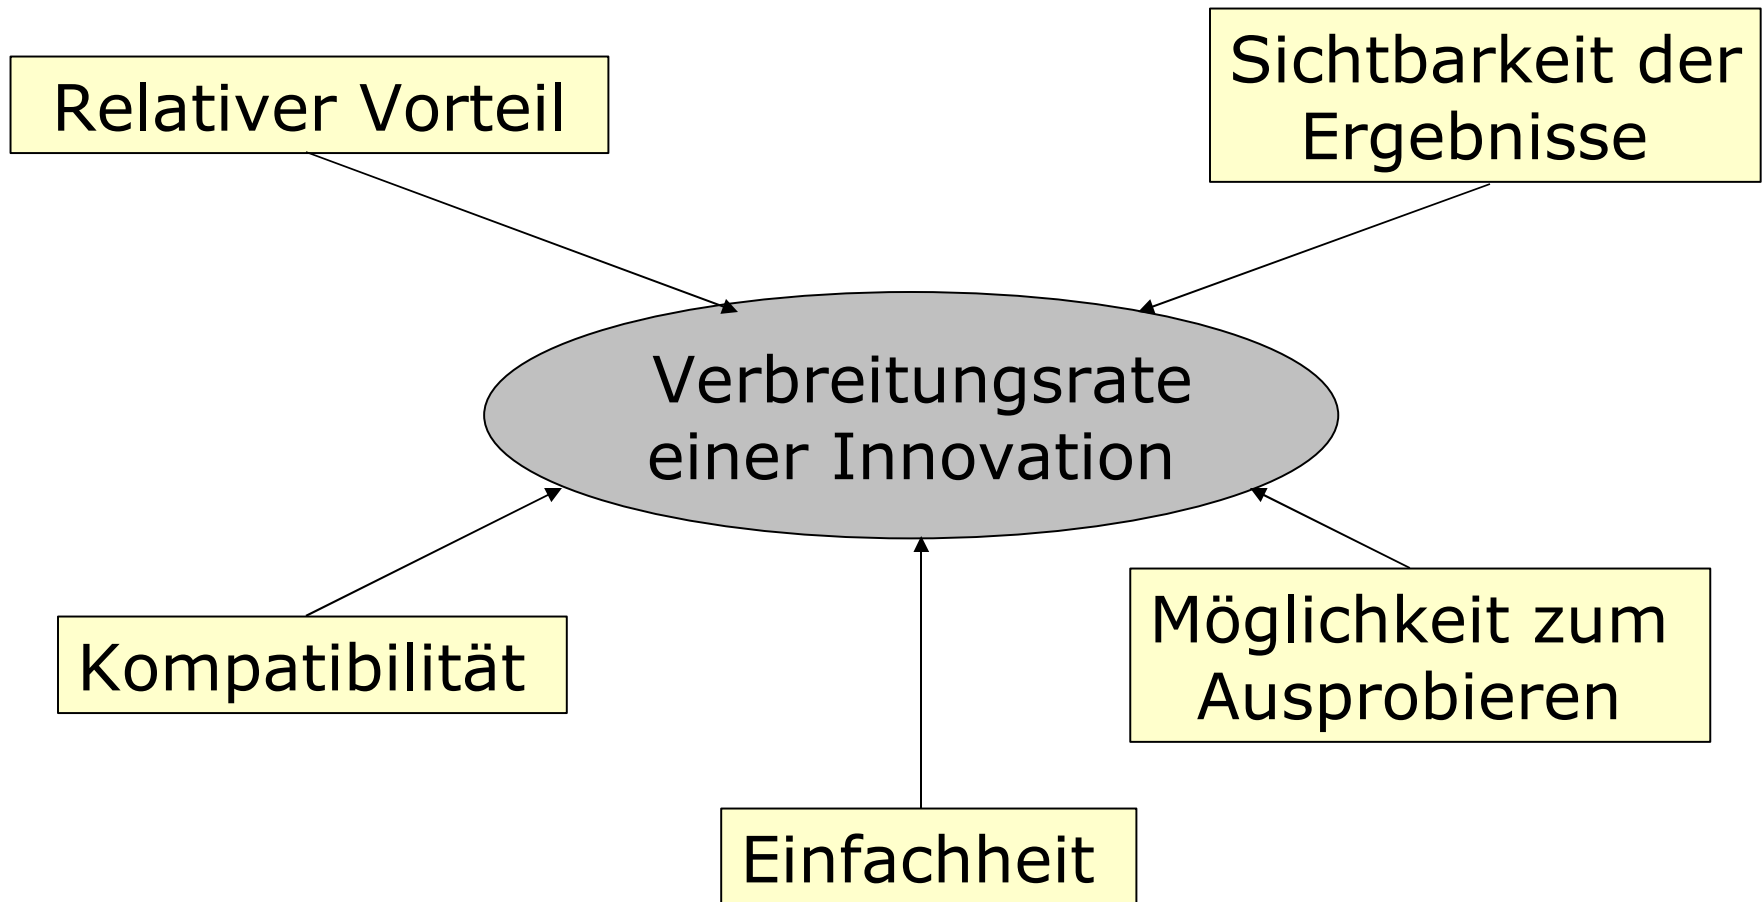 Relativer Vorteil
Sichtbarkeit der
Ergebnisse
Verbreitungsrate
einer Innovation
Kompatibilität
Möglichkeit zum
Ausprobieren
Einfachheit